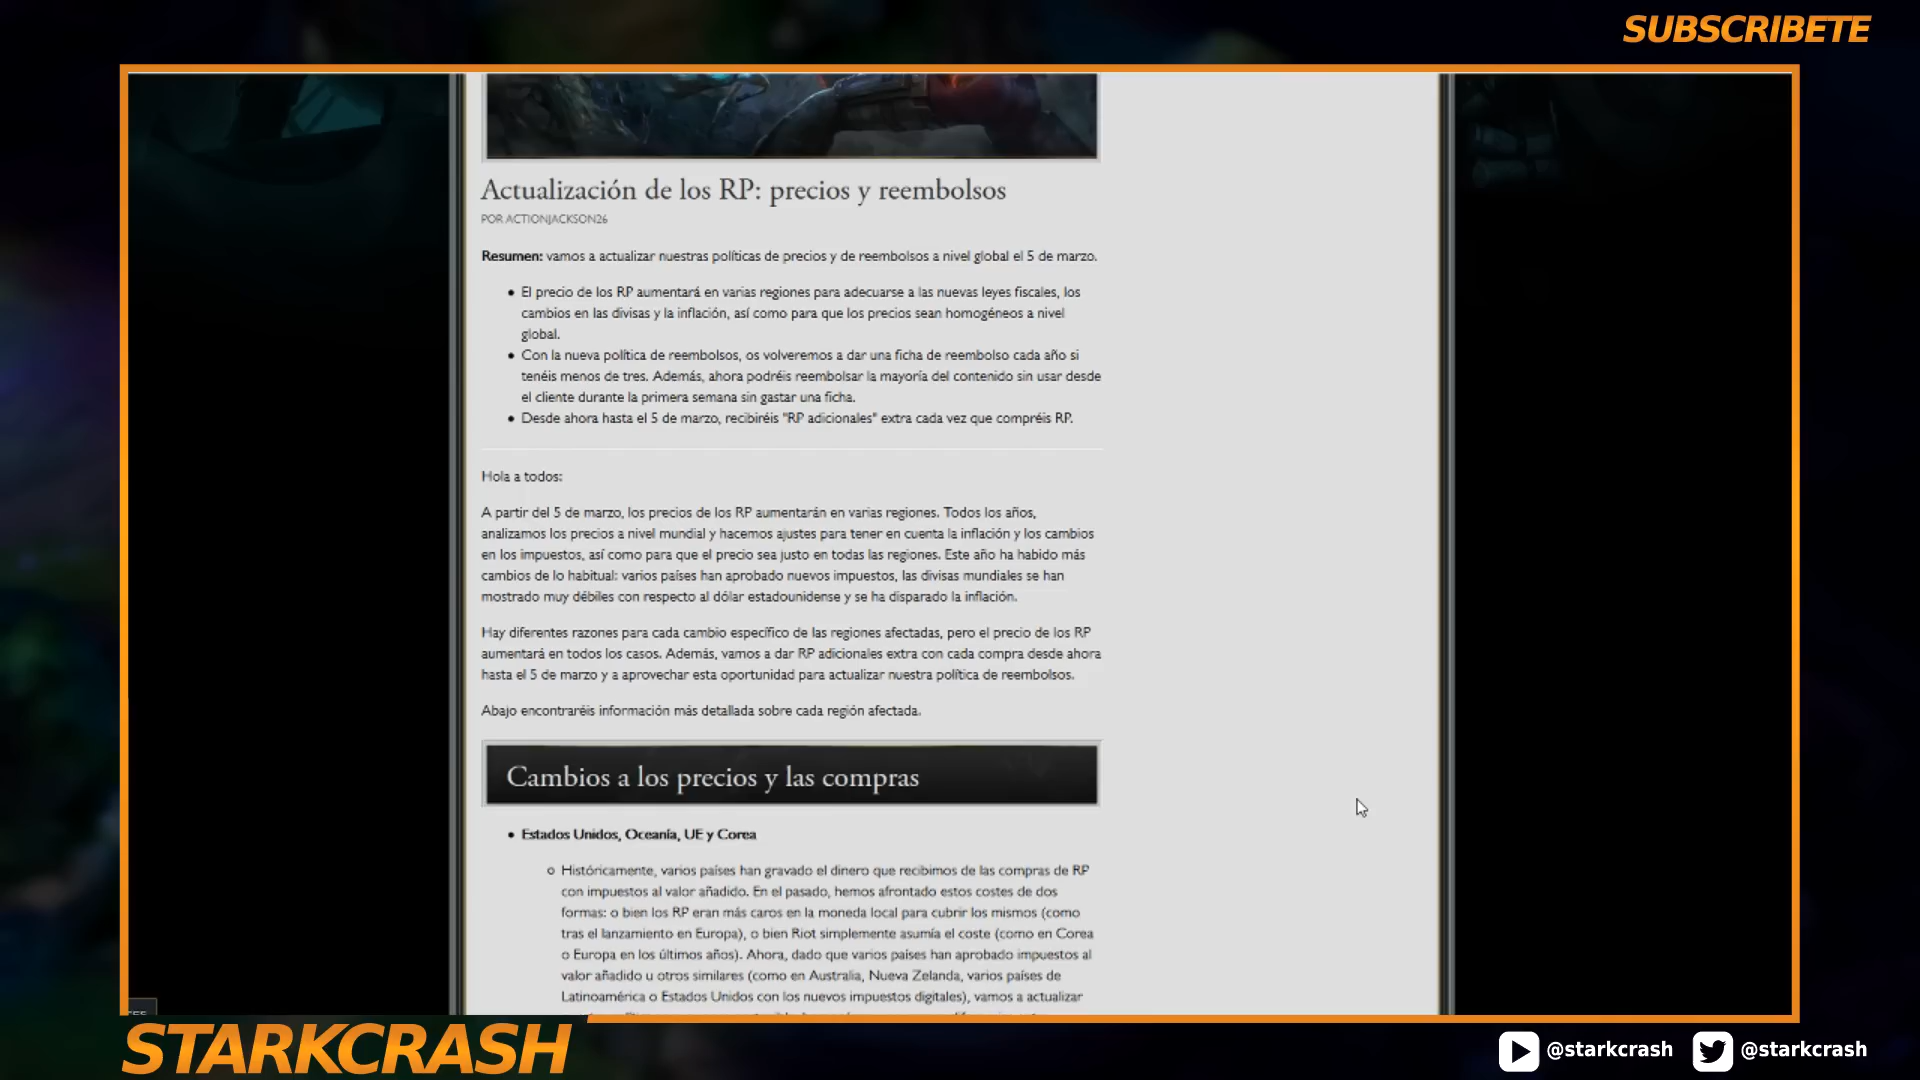 SUBSCRIBETE
Actualización de los RP: precios y reembolsos
POR ACTIONJACKSON26
Resumen: vamos a actualizar nuestras políticas de precios y de reembolsos a nivel global el 5 de marzo.
• El precio de los RP aumentará en varias regiones para adecuarse a las nuevas leyes fiscales, los
cambios en las divisas y la inflación, así como para que los precios sean homogéneos a nivel
global.
• Con la nueva política de reembolsos, os volveremos a dar una ficha de reembolso cada año si
tenéis menos de tres. Además, ahora podréis reembolsar la mayoría del contenido sin usar desde
el cliente durante la primera semana sin gastar una ficha.
• Desde ahora hasta el 5 de marzo, recibiréis "RP adicionales" extra cada vez que compréis RP.
Hola a todos:
A partir del 5 de marzo, los precios de los RP aumentarán en varias regiones. Todos los años,
analizamos los precios a nivel mundial y hacemos ajustes para tener en cuenta la inflación y los cambios
en los impuestos, así como para que el precio sea justo en todas las regiones. Este año ha habido más
cambios de lo habitual: varios países han aprobado nuevos impuestos, las divisas mundiales se han
mostrado muy débiles con respecto al dólar estadounidense y se ha disparado la inflación.
Hay diferentes razones para cada cambio específico de las regiones afectadas, pero el precio de los RP
aumentará en todos los casos. Además, vamos a dar RP adicionales extra con cada compra desde ahora
hasta el 5 de marzo y a aprovechar esta oportunidad para actualizar nuestra política de reembolsos.
Abajo encontraréis información más detallada sobre cada región afectada.
Cambios a los precios y las compras
• Estados Unidos, Oceanía, UE y Corea
o Históricamente, varios países han gravado el dinero que recibimos de las compras de RP
con impuestos al valor añadido. En el pasado, hemos afrontado estos costes de dos
formas: o bien los RP eran más caros en la moneda local para cubrir los mismos (como
tras el lanzamiento en Europa), o bien Riot simplemente asumía el coste (como en Corea
o Europa en los últimos años). Ahora, dado que varios países han aprobado impuestos al
valor añadido u otros similares (como en Australia, Nueva Zelanda, varios países de
Latinoamérica o Estados Unidos con los nuevos impuestos digitales), vamos a actualizar
STARKCRASH
@starkcrash
@starkcrash